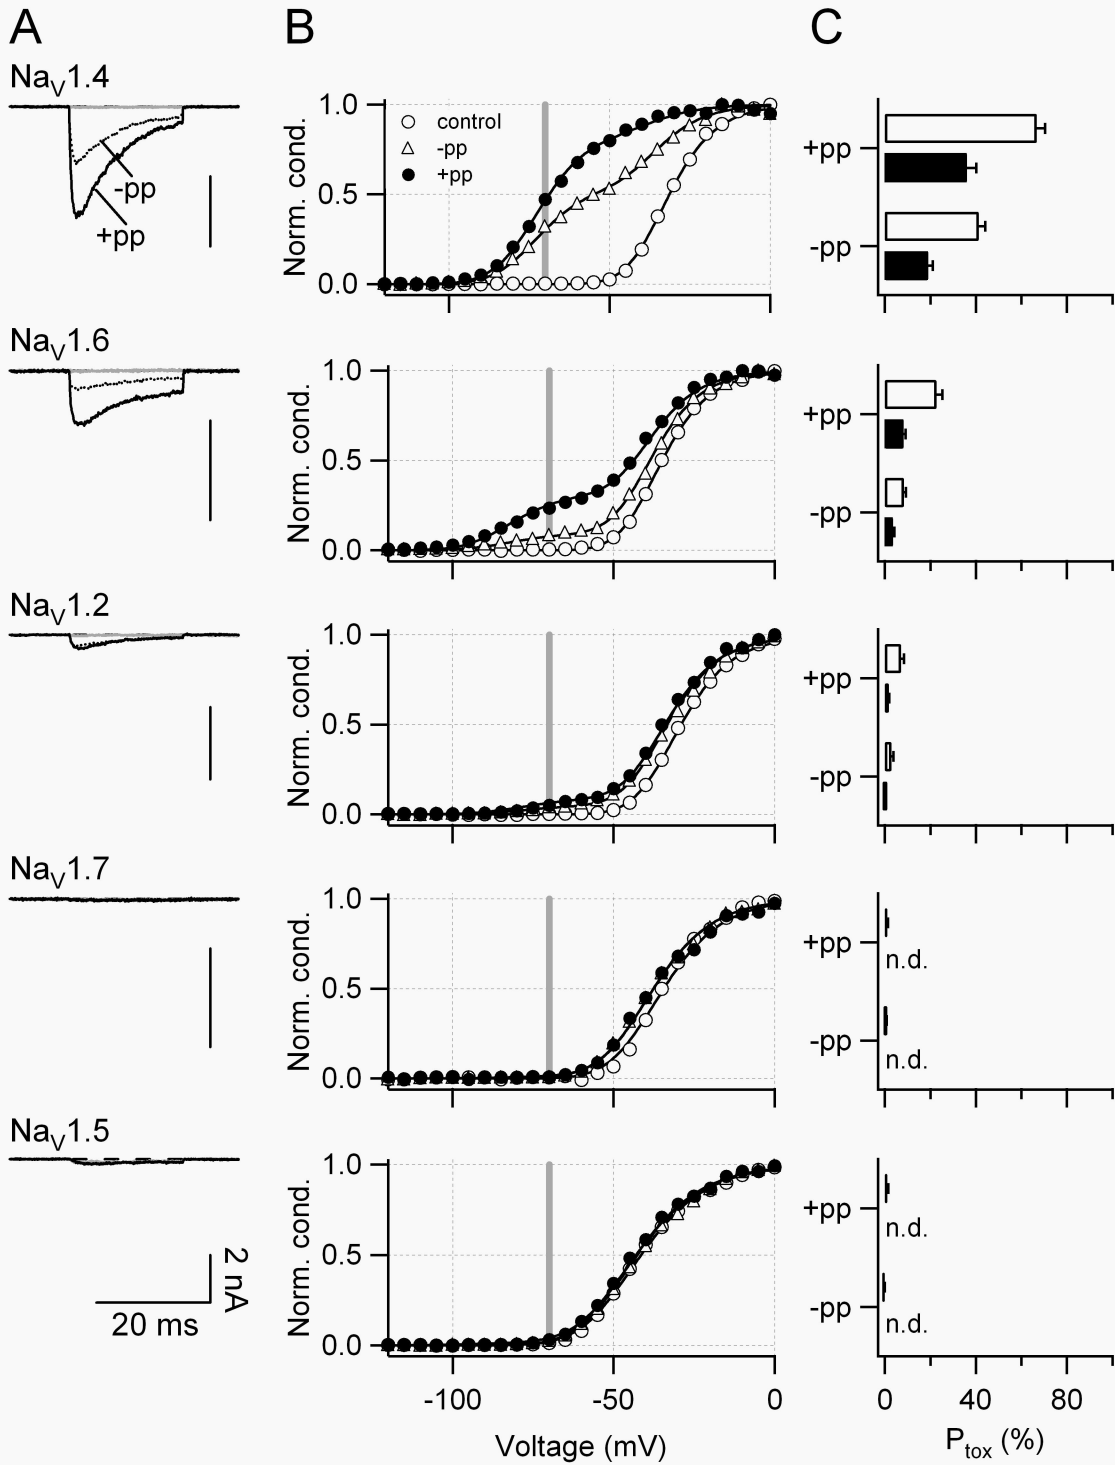 A
B
C
NaV1.4
-pp
+pp
Norm. cond.
1.0
0.5
0.0
control
-pp
+pp
+pp
-pp
NaV1.6
Norm. cond.
1.0
0.5
0.0
+pp
-pp
NaV1.2
Norm. cond.
1.0
0.5
0.0
+pp
-pp
NaV1.7
Norm. cond.
1.0
0.5
0.0
+pp
n.d.
-pp
n.d.
NaV1.5
2 nA
20 ms
Norm. cond.
1.0
0.5
0.0
+pp
n.d.
-pp
n.d.
-100
-50
0
Voltage (mV)
0
40
80
Ptox (%)